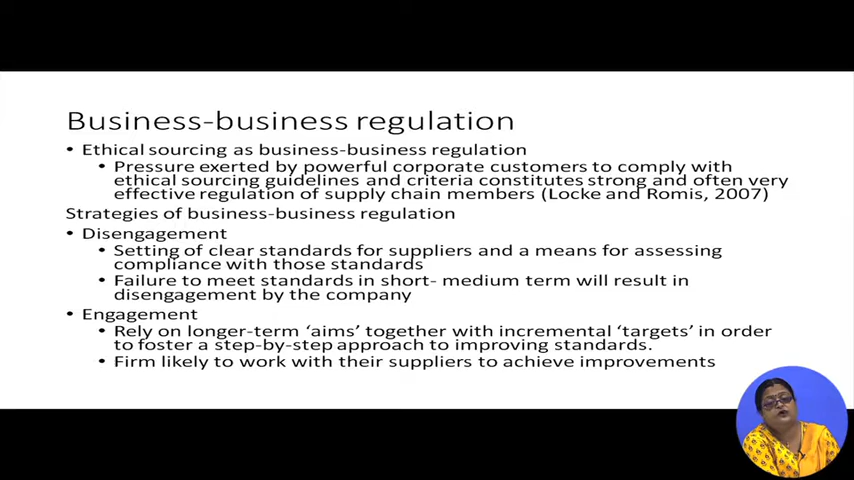 Business-business regulation
• Ethical sourcing as business-business regulation
• Pressure exerted by powerful corporate customers to comply with
ethical sourcing guidelines and criteria constitutes strong and often very
effective regulation of supply chain members (Locke and Romis, 2007)
Strategies of business-business regulation
• Disengagement
• Setting of clear standards for suppliers and a means for assessing
compliance with those standards
• Failure to meet standards in short- medium term will result in
disengagement by the company
• Engagement
• Rely on longer-term ‘aims’ together with incremental ‘targets’ in order
to foster a step-by-step approach to improving standards.
• Firm likely to work with their suppliers to achieve improvements